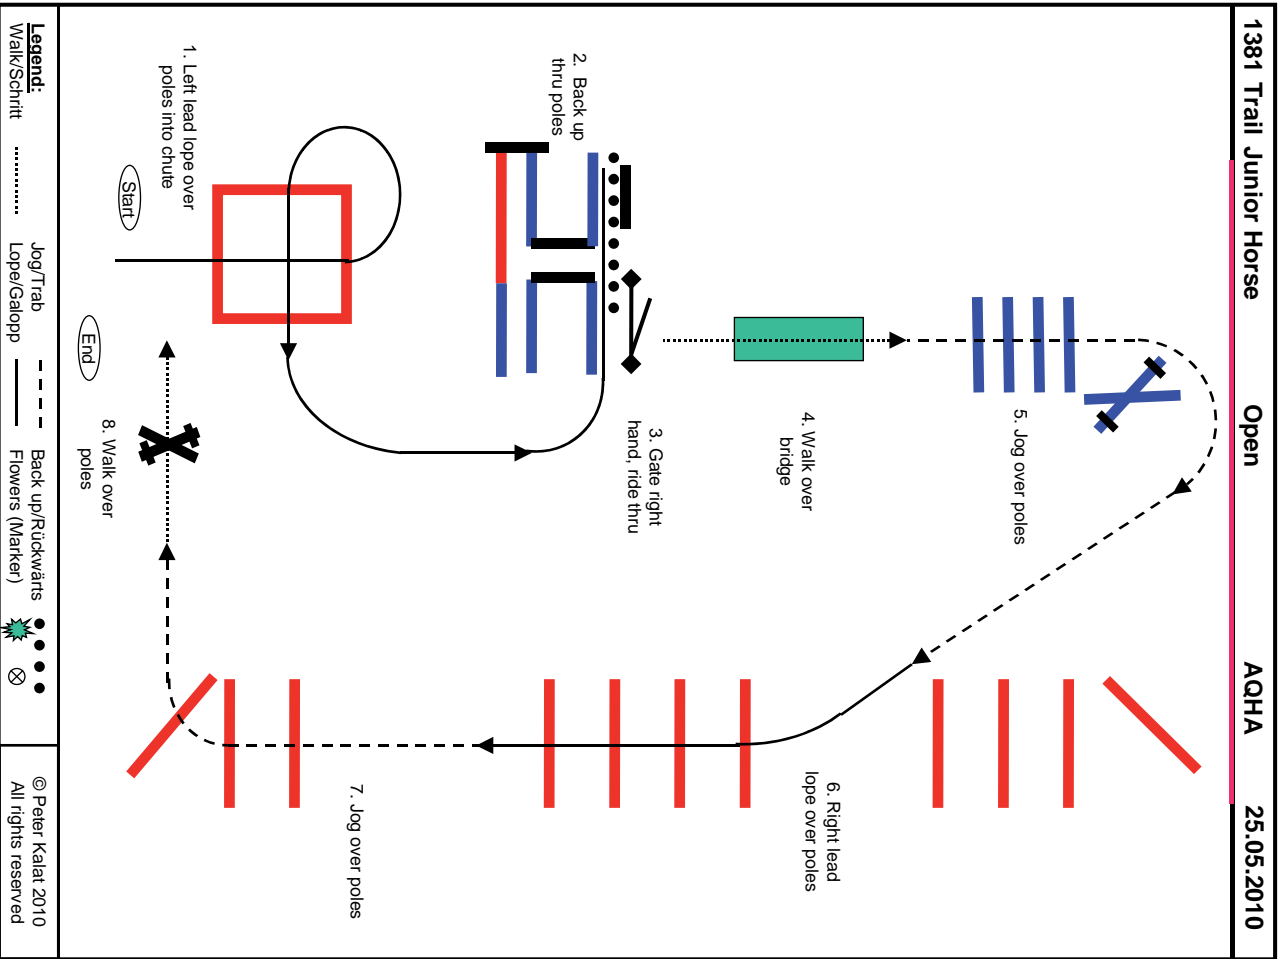 1381 Trail Junior Horse Open AQHA 25.05.2010
1. Left lead lope over
poles into chute
2. Back up
thru poles
3. Gate right
hand, ride thru
4. Walk over
bridge
5. Jog over poles
6. Right lead
lope over poles
7. Jog over poles
8. Walk over
poles
Start
End
Legend:
Walk/Schritt
Jog/Trab
Lope/Galopp
Back up/Rückwärts
Flowers (Marker)
© Peter Kalat 2010
All rights reserved